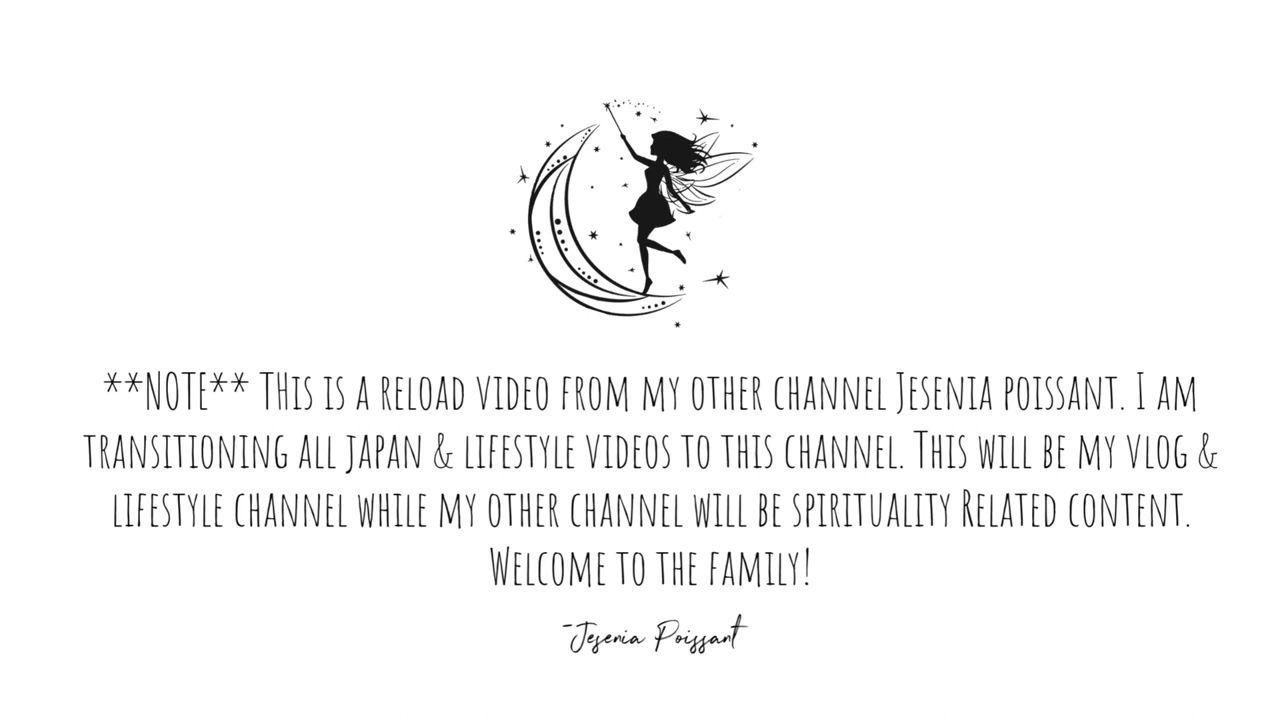 **NOTE** THis is a reload video from my other channel Jesenia poissant. I am
transitioning all japan & lifestyle videos to this channel. This will be my vlog &
lifestyle channel while my other channel will be spirituality Related content.
Welcome to the family!
-Jesenia Poissant